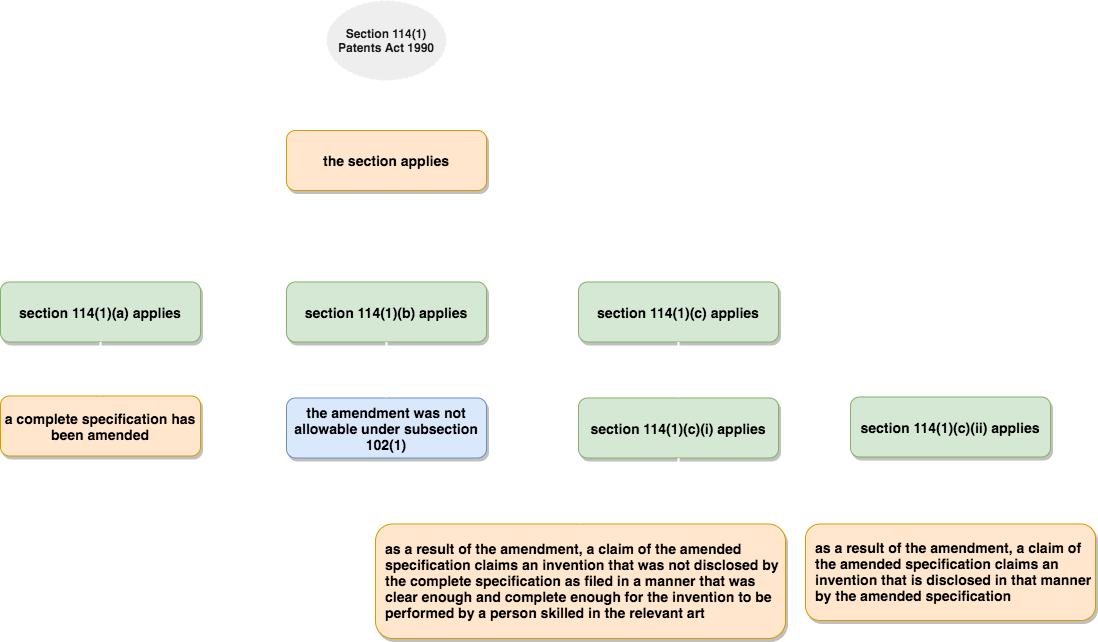 Section 114(1)
Patents Act 1990
the section applies
section 114(1)(a) applies
section 114(1)(b) applies
section 114(1)(c) applies
a complete specification has
been amended
the amendment was not
allowable under subsection
102(1)
section 114(1)(c)(i) applies
section 114(1)(c)(ii) applies
as a result of the amendment, a claim of the amended
specification claims an invention that was not disclosed by
the complete specification as filed in a manner that was
clear enough and complete enough for the invention to be
performed by a person skilled in the relevant art
as a result of the amendment, a claim of
the amended specification claims an
invention that is disclosed in that manner
by the amended specification